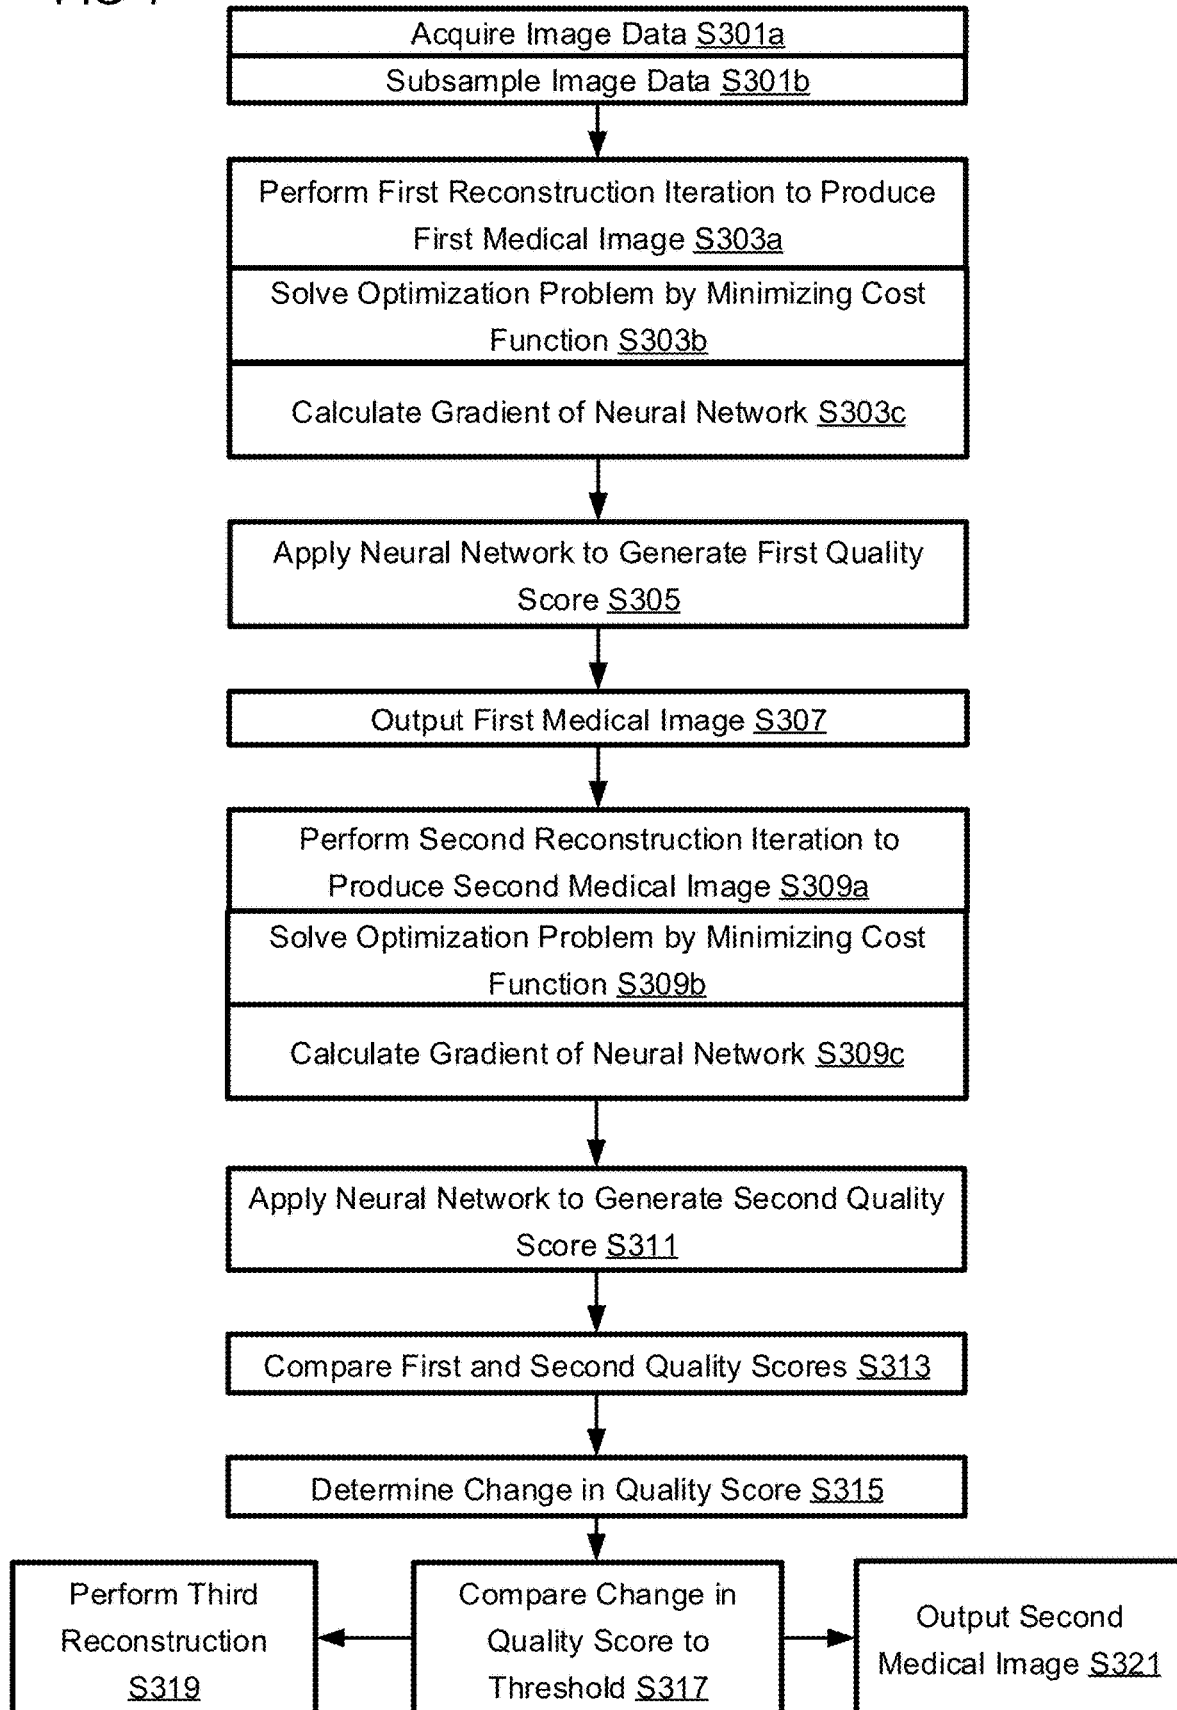 Acquire Image Data S301a
Subsample Image Data S301b
Perform First Reconstruction Iteration to Produce
First Medical Image S303a
Solve Optimization Problem by Minimizing Cost
Function S303b
Calculate Gradient of Neural Network S303c
Apply Neural Network to Generate First Quality
Score S305
Output First Medical Image S307
Perform Second Reconstruction Iteration to
Produce Second Medical Image S309a
Solve Optimization Problem by Minimizing Cost
Function S309b
Calculate Gradient of Neural Network S309c
Apply Neural Network to Generate Second Quality
Score S311
Compare First and Second Quality Scores S313
Determine Change in Quality Score S315
Perform Third
Reconstruction
S319
Compare Change in
Quality Score to
Threshold S317
Output Second
Medical Image S321